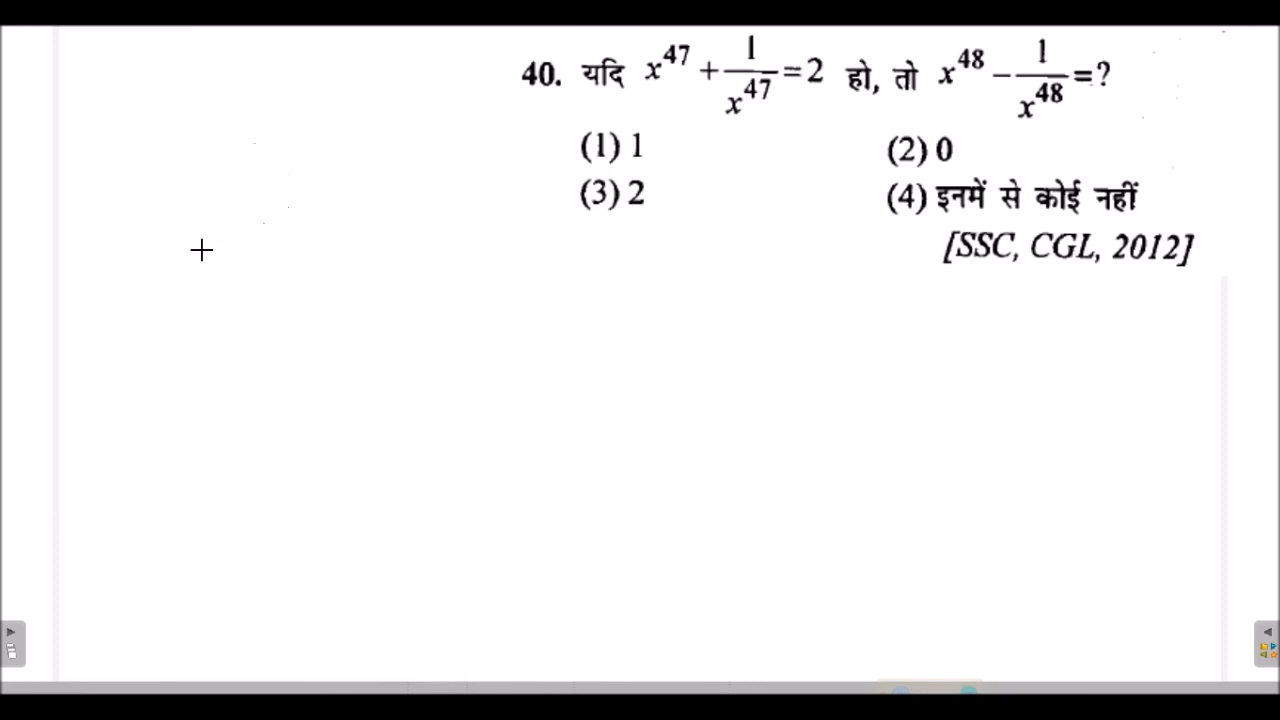 40. यदि x^47 + 1/x^47 = 2 हो, तो x^48 − 1/x^48 = ?
(1) 1 (2) 0
(3) 2 (4) इनमें से कोई नहीं
[SSC, CGL, 2012]